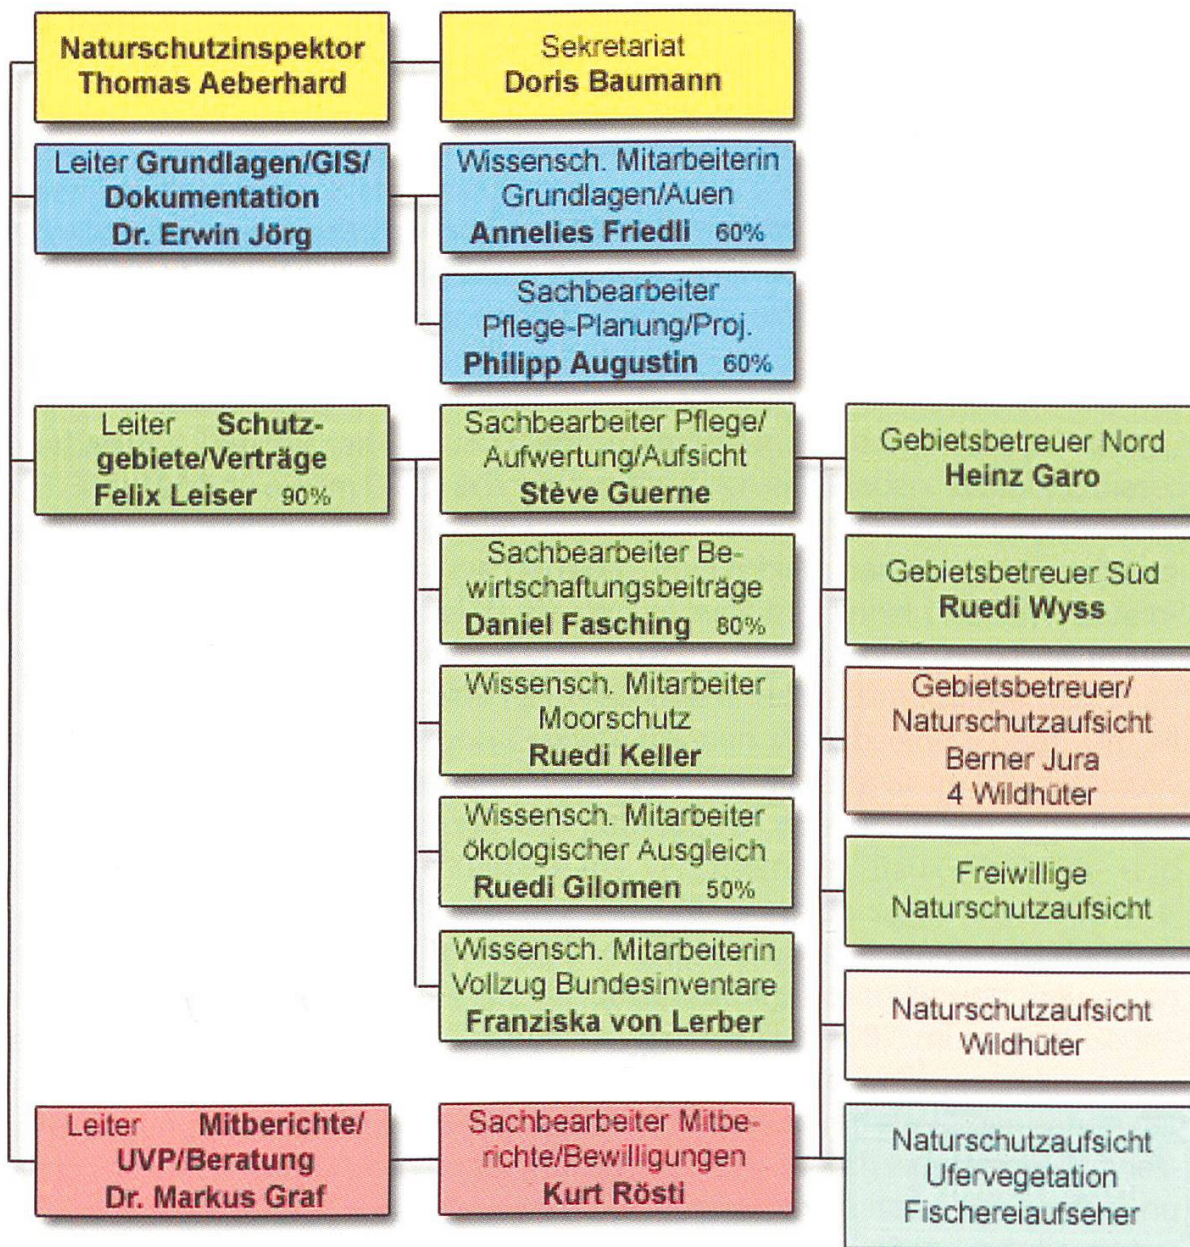 Naturschutzinspektor
Thomas Aeberhard
Sekretariat
Doris Baumann
Leiter Grundlagen/GIS/
Dokumentation
Dr. Erwin Jörg
Wissensch. Mitarbeiterin
Grundlagen/Auen
Annelies Friedli 60%
Sachbearbeiter
Pflege-Planung/Proj.
Philipp Augustin 60%
Leiter Schutz-
gebiete/Verträge
Felix Leiser 90%
Sachbearbeiter Pflege/
Aufwertung/Aufsicht
Stève Guerne
Gebietsbetreuer Nord
Heinz Garo
Sachbearbeiter Be-
wirtschaftungsbeiträge
Daniel Fasching 80%
Gebietsbetreuer Süd
Ruedi Wyss
Wissensch. Mitarbeiter
Moorschutz
Ruedi Keller
Gebietsbetreuer/
Naturschutzaufsicht
Berner Jura
4 Wildhüter
Wissensch. Mitarbeiter
ökologischer Ausgleich
Ruedi Gilomen 50%
Freiwillige
Naturschutzaufsicht
Wissensch. Mitarbeiterin
Vollzug Bundesinventare
Franziska von Lerber
Naturschutzaufsicht
Wildhüter
Leiter Mitberichte/
UVP/Beratung
Dr. Markus Graf
Sachbearbeiter Mitbe-
richte/Bewilligungen
Kurt Rösti
Naturschutzaufsicht
Ufervegetation
Fischereiaufseher